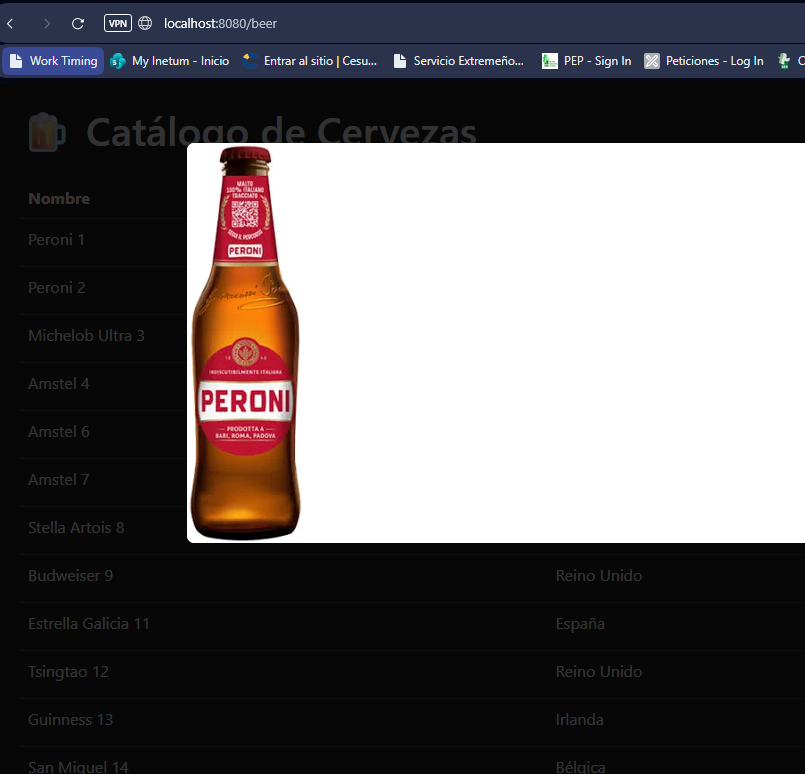 VPN
localhost:8080/beer
Work Timing
My Inetum - Inicio
Entrar al sitio | Cesu...
Servicio Extremeño...
PEP - Sign In
Peticiones - Log In
Catálogo de Cervezas
Nombre
Peroni 1
Peroni 2
Michelob Ultra 3
Amstel 4
Amstel 6
Amstel 7
Stella Artois 8
Budweiser 9 Reino Unido
Estrella Galicia 11 España
Tsingtao 12 Reino Unido
Guinness 13 Irlanda
San Miguel 14 Bélgica
MALTO
100% ITALIANO
TRACCIATO
PERONI
INDISCUTIBILMENTE ITALIANA
PERONI
PRODOTTA A
BARI, ROMA, PADOVA